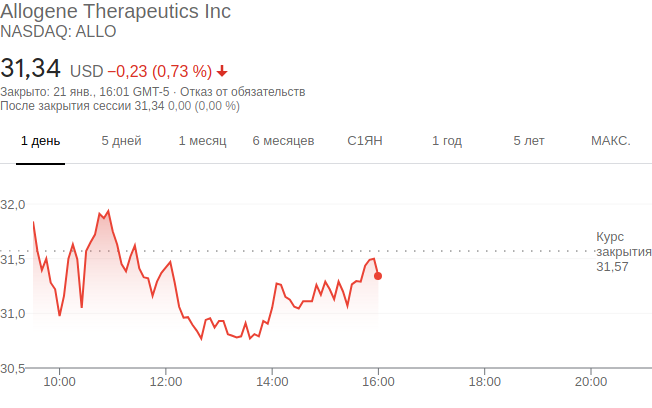 Allogene Therapeutics Inc
NASDAQ: ALLO
31,34 USD −0,23 (0,73 %)
Закрыто: 21 янв., 16:01 GMT-5 · Отказ от обязательств
После закрытия сессии 31,34 0,00 (0,00 %)
1 день 5 дней 1 месяц 6 месяцев С1ЯН 1 год 5 лет МАКС.
32,0
Курс
закрытия
31,57
31,5
31,0
30,5
10:00 12:00 14:00 16:00 18:00 20:00